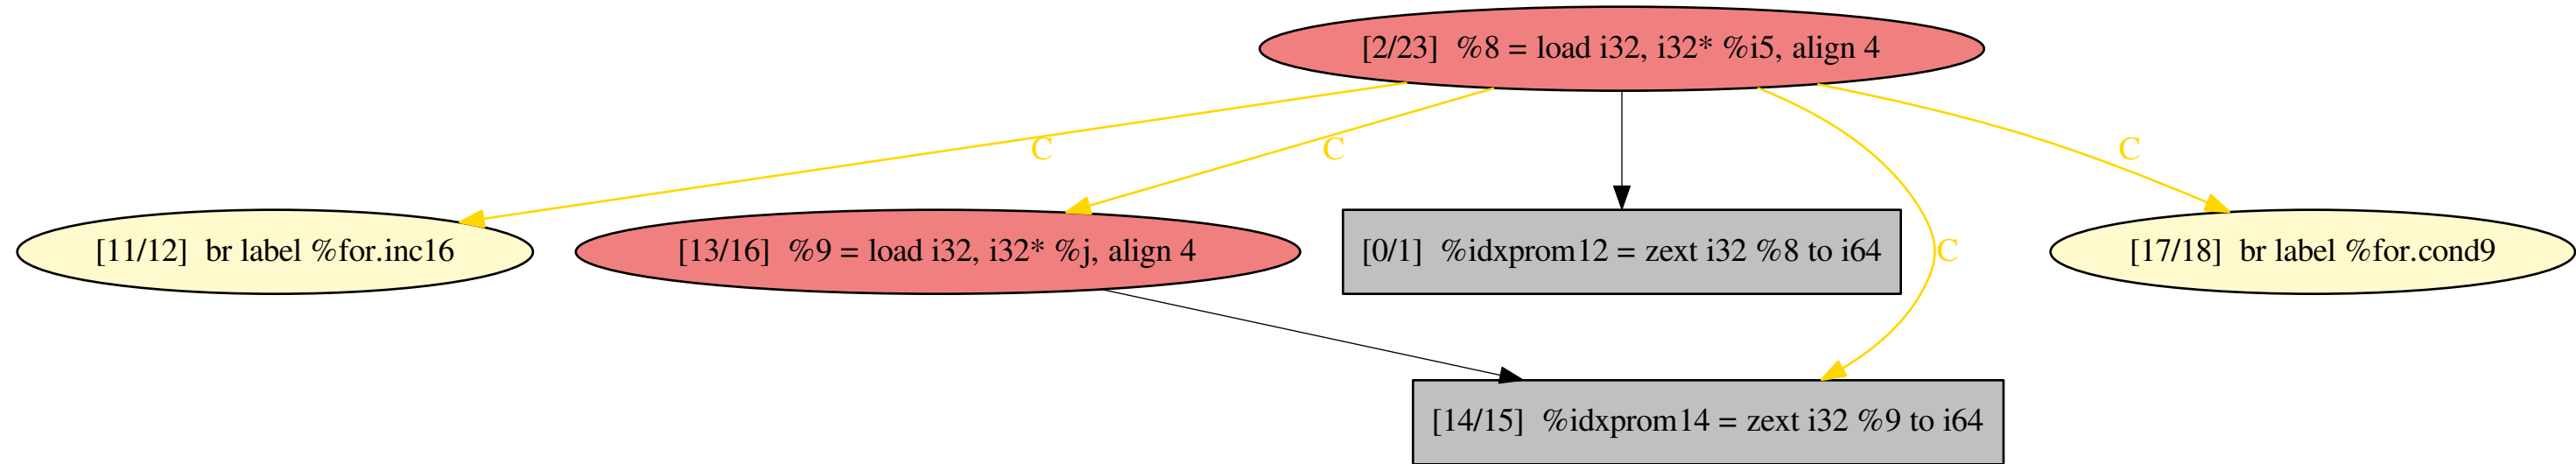 [2/23] %8 = load i32, i32* %i5, align 4
C
C
C
[11/12] br label %for.inc16
[13/16] %9 = load i32, i32* %j, align 4
[0/1] %idxprom12 = zext i32 %8 to i64
C
[17/18] br label %for.cond9
[14/15] %idxprom14 = zext i32 %9 to i64